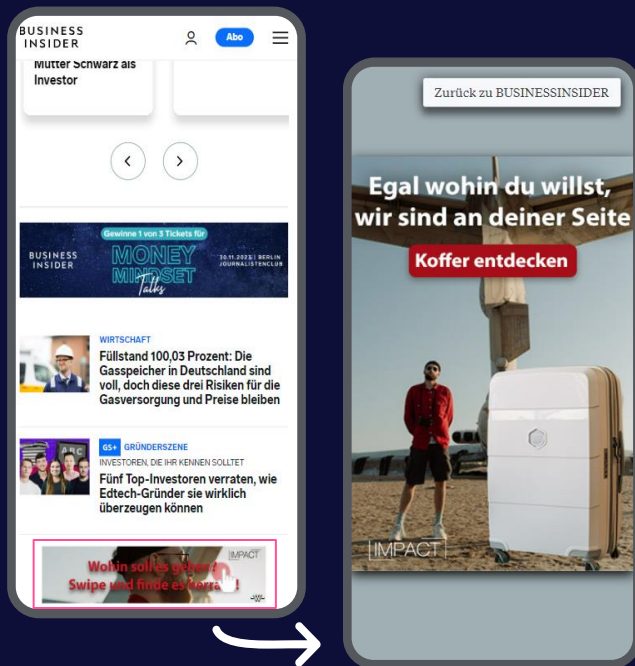 BUSINESS
INSIDER
Abo
Mutter Schwarz als
Investor
Gewinne 1 von 3 Tickets für
BUSINESS
INSIDER
MONEY
MINDSET
Talks
30.11.2023 | BERLIN
JOURNALISTENCLUB
WIRTSCHAFT
Füllstand 100,03 Prozent: Die
Gasspeicher in Deutschland sind
voll, doch diese drei Risiken für die
Gasversorgung und Preise bleiben
GS+ GRÜNDERSZENE
INVESTOREN, DIE IHR KENNEN SOLLTET
Fünf Top-Investoren verraten, wie
Edtech-Gründer sie wirklich
überzeugen können
IMPACT
Wohin soll es gehen?
Swipe und finde es heraus!
-W-
Zurück zu BUSINESSINSIDER
Egal wohin du willst,
wir sind an deiner Seite
Koffer entdecken
IMPACT